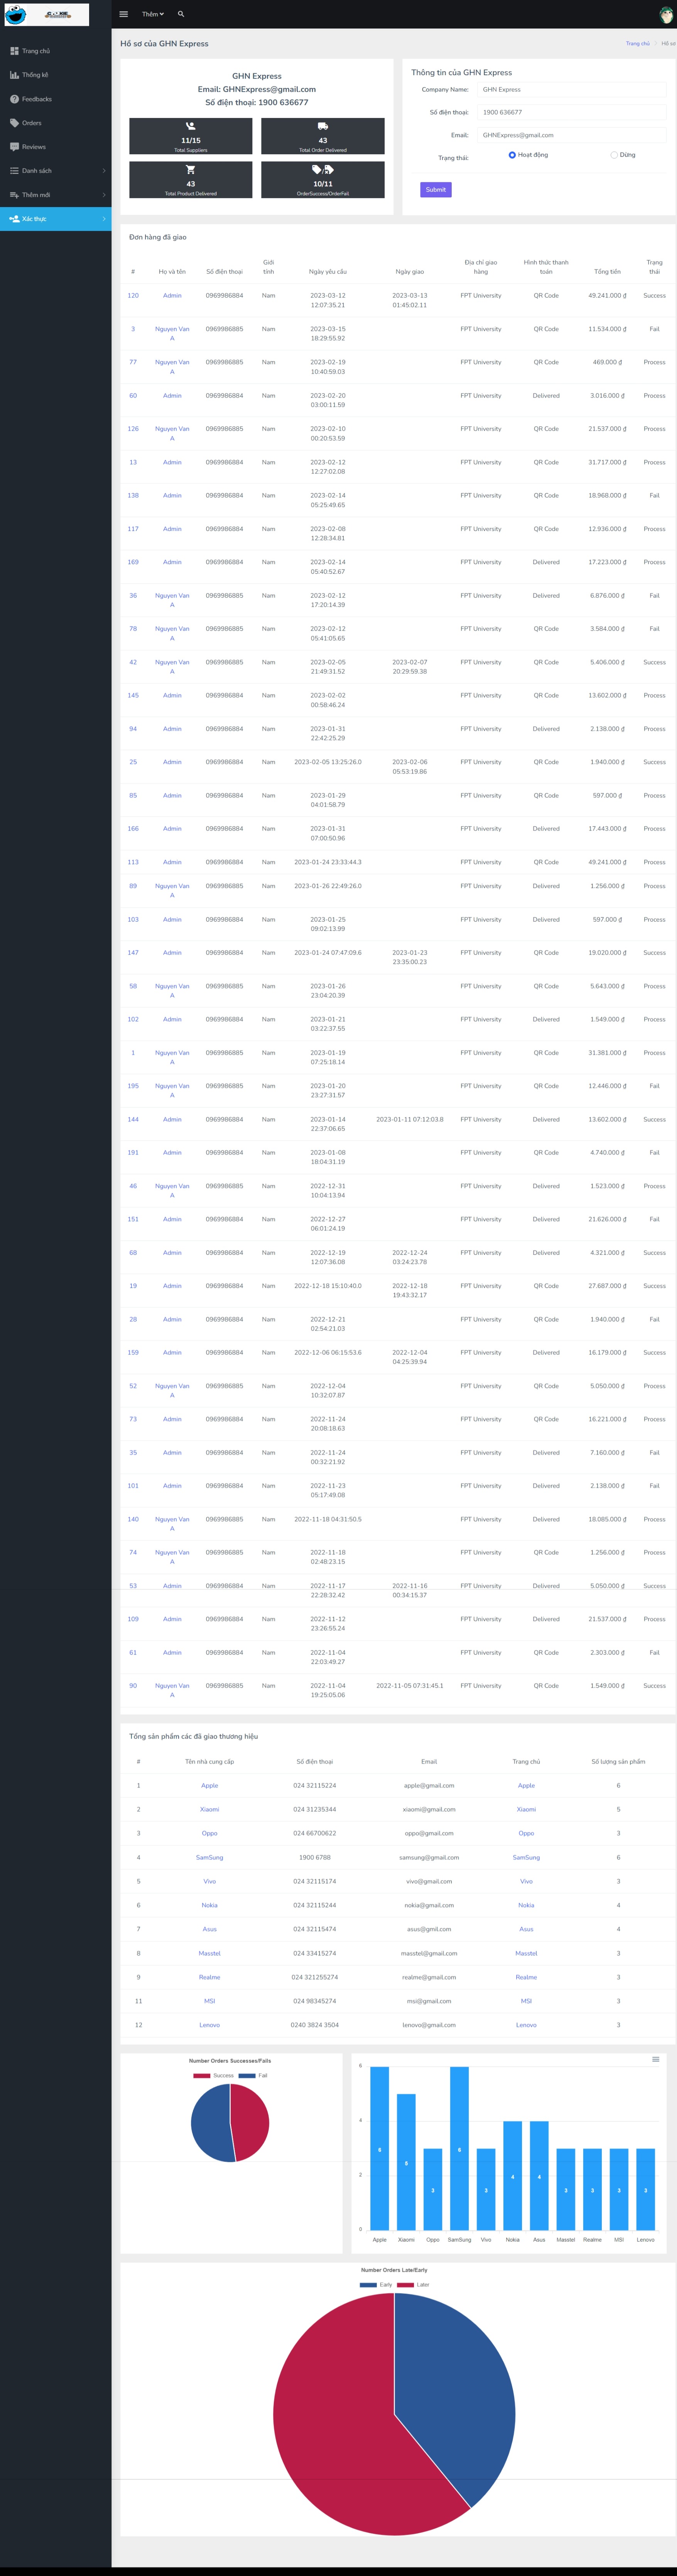 Thêm
Hồ sơ của GHN Express
Trang chủ
Hồ sơ
Trang chủ
Thống kê
Feedbacks
Orders
Reviews
Danh sách
Thêm mới
Xác thực
GHN Express
Email: GHNExpress@gmail.com
Số điện thoại: 1900 636677
11/15
Total Suppliers
43
Total Order Delivered
43
Total Product Delivered
10/11
OrderSuccess/OrderFail
Thông tin của GHN Express
Company Name: GHN Express
Số điện thoại: 1900 636677
Email: GHNExpress@gmail.com
Trạng thái: Hoạt động Dừng
Submit
Đơn hàng đã giao
# Họ và tên Số điện thoại Giới tính Ngày yêu cầu Ngày giao Địa chỉ giao hàng Hình thức thanh toán Tổng tiền Trạng thái
120 Admin 0969986884 Nam 2023-03-12 12:07:35.21 2023-03-13 01:45:02.11 FPT University QR Code 49.241.000 ₫ Success
3 Nguyen Van A 0969986885 Nam 2023-03-15 18:29:55.92 FPT University QR Code 11.534.000 ₫ Fail
77 Nguyen Van A 0969986885 Nam 2023-02-19 10:40:59.03 FPT University QR Code 469.000 ₫ Process
60 Admin 0969986884 Nam 2023-02-20 03:00:11.59 FPT University Delivered 3.016.000 ₫ Process
126 Nguyen Van A 0969986885 Nam 2023-02-10 00:20:53.59 FPT University QR Code 21.537.000 ₫ Process
13 Admin 0969986884 Nam 2023-02-12 12:27:02.08 FPT University QR Code 31.717.000 ₫ Process
138 Admin 0969986884 Nam 2023-02-14 05:25:49.65 FPT University QR Code 18.968.000 ₫ Fail
117 Admin 0969986884 Nam 2023-02-08 12:28:34.81 FPT University QR Code 12.936.000 ₫ Process
169 Admin 0969986884 Nam 2023-02-14 05:40:52.67 FPT University Delivered 17.223.000 ₫ Process
36 Nguyen Van A 0969986885 Nam 2023-02-12 17:20:14.39 FPT University Delivered 6.876.000 ₫ Fail
78 Nguyen Van A 0969986885 Nam 2023-02-12 05:41:05.65 FPT University QR Code 3.584.000 ₫ Fail
42 Nguyen Van A 0969986885 Nam 2023-02-05 21:49:31.52 2023-02-07 20:29:59.38 FPT University QR Code 5.406.000 ₫ Success
145 Admin 0969986884 Nam 2023-02-02 00:58:46.24 FPT University QR Code 13.602.000 ₫ Process
94 Admin 0969986884 Nam 2023-01-31 22:42:25.29 FPT University Delivered 2.138.000 ₫ Process
25 Admin 0969986884 Nam 2023-02-05 13:25:26.0 2023-02-06 05:53:19.86 FPT University QR Code 1.940.000 ₫ Success
85 Admin 0969986884 Nam 2023-01-29 04:01:58.79 FPT University QR Code 597.000 ₫ Process
166 Admin 0969986884 Nam 2023-01-31 07:00:50.96 FPT University Delivered 17.443.000 ₫ Process
113 Admin 0969986884 Nam 2023-01-24 23:33:44.3 FPT University QR Code 49.241.000 ₫ Process
89 Nguyen Van A 0969986885 Nam 2023-01-26 22:49:26.0 FPT University Delivered 1.256.000 ₫ Process
103 Admin 0969986884 Nam 2023-01-25 09:02:13.99 FPT University Delivered 597.000 ₫ Process
147 Admin 0969986884 Nam 2023-01-24 07:47:09.6 2023-01-23 23:35:00.23 FPT University QR Code 19.020.000 ₫ Success
58 Nguyen Van A 0969986885 Nam 2023-01-26 23:04:20.39 FPT University QR Code 5.643.000 ₫ Process
102 Admin 0969986884 Nam 2023-01-21 03:22:37.55 FPT University Delivered 1.549.000 ₫ Process
1 Nguyen Van A 0969986885 Nam 2023-01-19 07:25:18.14 FPT University QR Code 31.381.000 ₫ Process
195 Nguyen Van A 0969986885 Nam 2023-01-20 23:27:31.57 FPT University QR Code 12.446.000 ₫ Fail
144 Admin 0969986884 Nam 2023-01-14 22:37:06.65 2023-01-11 07:12:03.8 FPT University Delivered 13.602.000 ₫ Success
191 Admin 0969986884 Nam 2023-01-08 18:04:31.19 FPT University QR Code 4.740.000 ₫ Fail
46 Nguyen Van A 0969986885 Nam 2022-12-31 10:04:13.94 FPT University Delivered 1.523.000 ₫ Process
151 Admin 0969986884 Nam 2022-12-27 06:01:24.19 FPT University Delivered 21.626.000 ₫ Fail
68 Admin 0969986884 Nam 2022-12-19 12:07:36.08 2022-12-24 03:24:23.78 FPT University Delivered 4.321.000 ₫ Success
19 Admin 0969986884 Nam 2022-12-18 15:10:40.0 2022-12-18 19:43:32.17 FPT University QR Code 27.687.000 ₫ Success
28 Admin 0969986884 Nam 2022-12-21 02:54:21.03 FPT University QR Code 1.940.000 ₫ Fail
159 Admin 0969986884 Nam 2022-12-06 06:15:53.6 2022-12-04 04:25:39.94 FPT University Delivered 16.179.000 ₫ Success
52 Nguyen Van A 0969986885 Nam 2022-12-04 10:32:07.87 FPT University QR Code 5.050.000 ₫ Process
73 Admin 0969986884 Nam 2022-11-24 20:08:18.63 FPT University QR Code 16.221.000 ₫ Process
35 Admin 0969986884 Nam 2022-11-24 00:32:21.92 FPT University Delivered 7.160.000 ₫ Fail
101 Admin 0969986884 Nam 2022-11-23 05:17:49.08 FPT University Delivered 2.138.000 ₫ Fail
140 Nguyen Van A 0969986885 Nam 2022-11-18 04:31:50.5 FPT University Delivered 18.085.000 ₫ Process
74 Nguyen Van A 0969986885 Nam 2022-11-18 02:48:23.15 FPT University QR Code 1.256.000 ₫ Process
53 Admin 0969986884 Nam 2022-11-17 22:28:32.42 2022-11-16 00:34:15.37 FPT University Delivered 5.050.000 ₫ Success
109 Admin 0969986884 Nam 2022-11-12 23:26:55.24 FPT University Delivered 21.537.000 ₫ Process
61 Admin 0969986884 Nam 2022-11-04 22:03:49.27 FPT University QR Code 2.303.000 ₫ Fail
90 Nguyen Van A 0969986885 Nam 2022-11-04 19:25:05.06 2022-11-05 07:31:45.1 FPT University QR Code 1.549.000 ₫ Success
Tổng sản phẩm các đã giao thương hiệu
# Tên nhà cung cấp Số điện thoại Email Trang chủ Số lượng sản phẩm
1 Apple 024 32115224 apple@gmail.com Apple 6
2 Xiaomi 024 31235344 xiaomi@gmail.com Xiaomi 5
3 Oppo 024 66700622 oppo@gmail.com Oppo 3
4 SamSung 1900 6788 samsung@gmail.com SamSung 6
5 Vivo 024 32115174 vivo@gmail.com Vivo 3
6 Nokia 024 32115244 nokia@gmail.com Nokia 4
7 Asus 024 32115474 asus@gmil.com Asus 4
8 Masstel 024 33415274 masstel@gmail.com Masstel 3
9 Realme 024 321255274 realme@gmail.com Realme 3
11 MSI 024 98345274 msi@gmail.com MSI 3
12 Lenovo 0240 3824 3504 lenovo@gmail.com Lenovo 3
Number Orders Successes/Fails
Success Fail
6
4
2
0
6 5 3 6 3 4 4 3 3 3 3
Apple Xiaomi Oppo SamSung Vivo Nokia Asus Masstel Realme MSI Lenovo
Number Orders Late/Early
Early Later